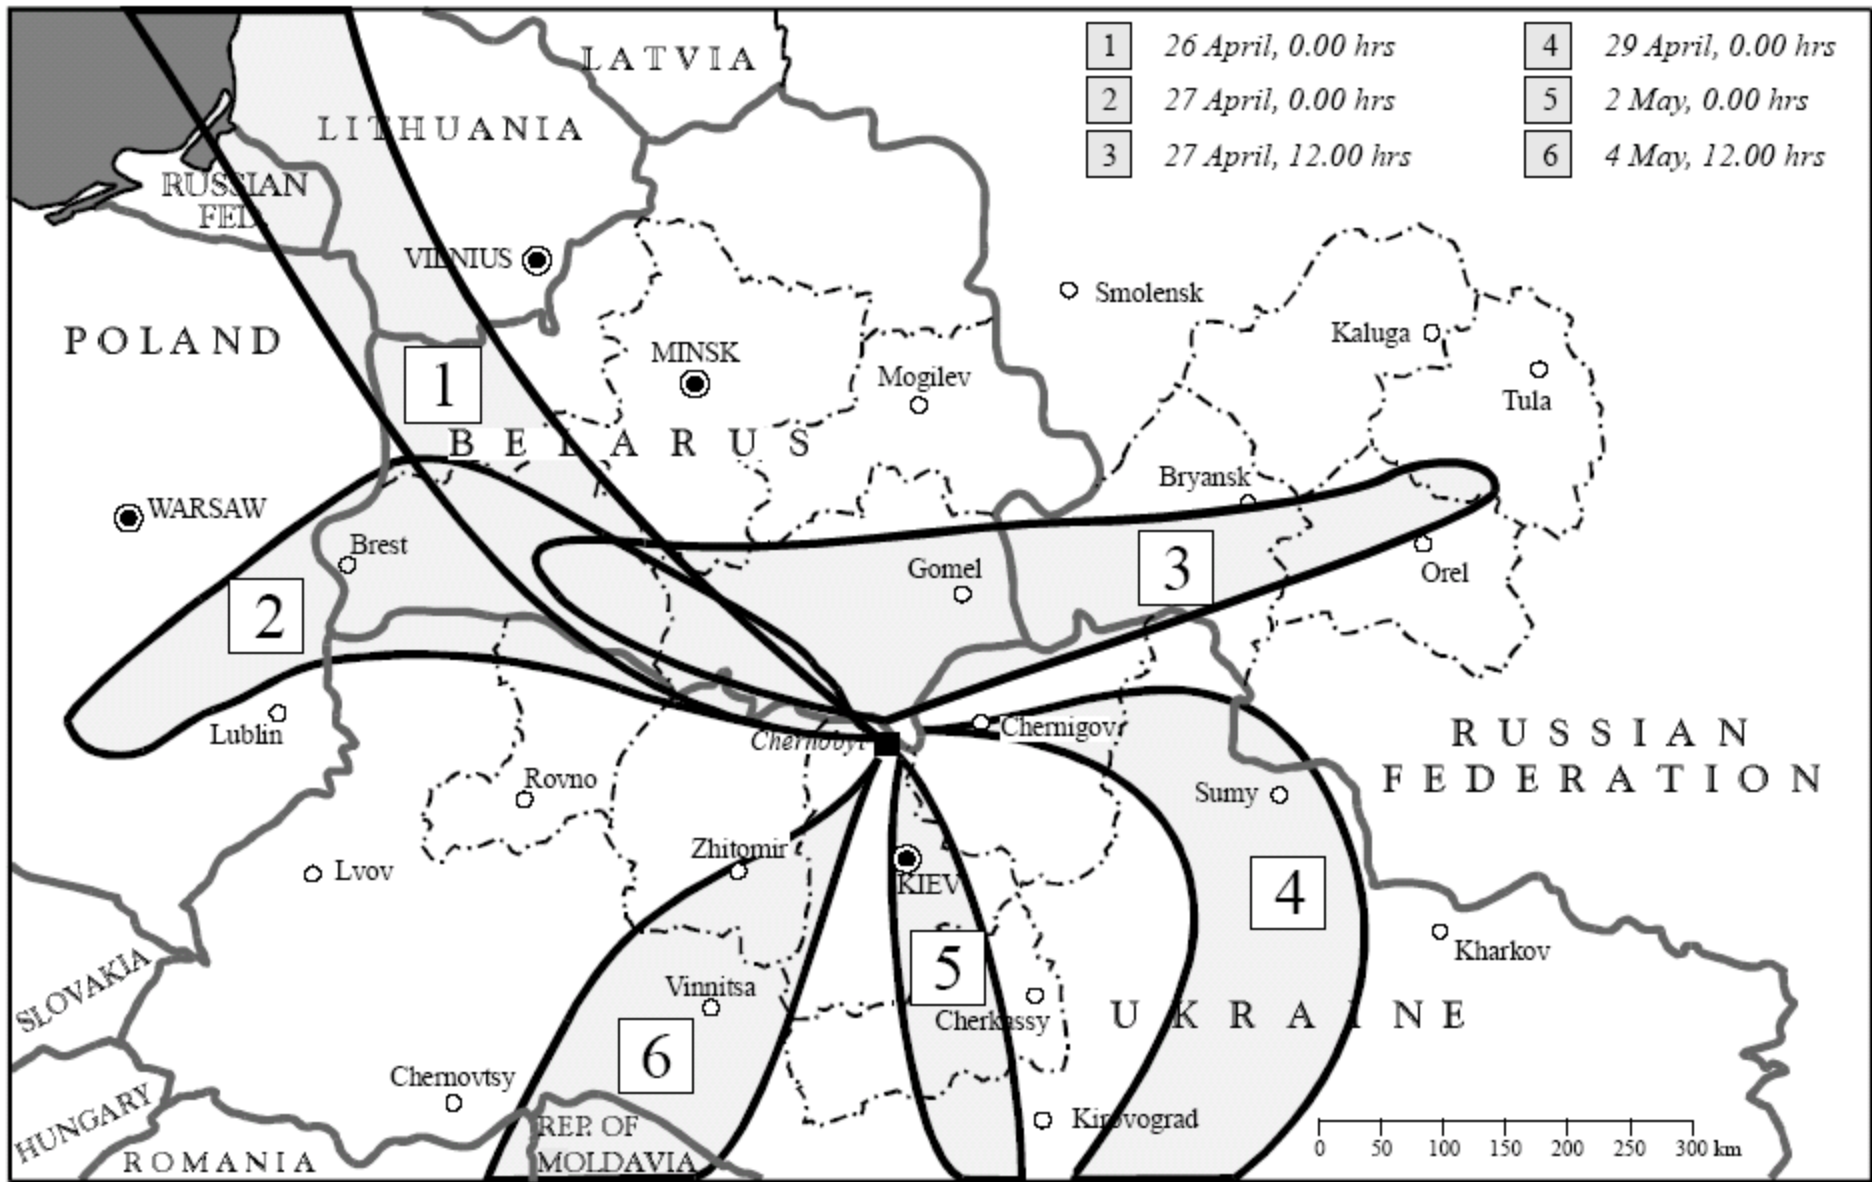 1 26 April, 0.00 hrs
2 27 April, 0.00 hrs
3 27 April, 12.00 hrs
4 29 April, 0.00 hrs
5 2 May, 0.00 hrs
6 4 May, 12.00 hrs
LATVIA
LITHUANIA
RUSSIAN
FED.
VILNIUS
Smolensk
POLAND
Kaluga
MINSK
1
Mogilev
Tula
BELARUS
Bryansk
WARSAW
Brest
3
Gomel
Orel
2
Lublin
Chernigov
Chernobyl
RUSSIAN
FEDERATION
Rovno
Sumy
Zhitomir
Lvov
KIEV
4
Kharkov
5
SLOVAKIA
Vinnitsa
Cherkassy
UKRAINE
6
Chernovtsy
HUNGARY
REP. OF
MOLDAVIA
Kirovograd
ROMANIA
0 50 100 150 200 250 300 km